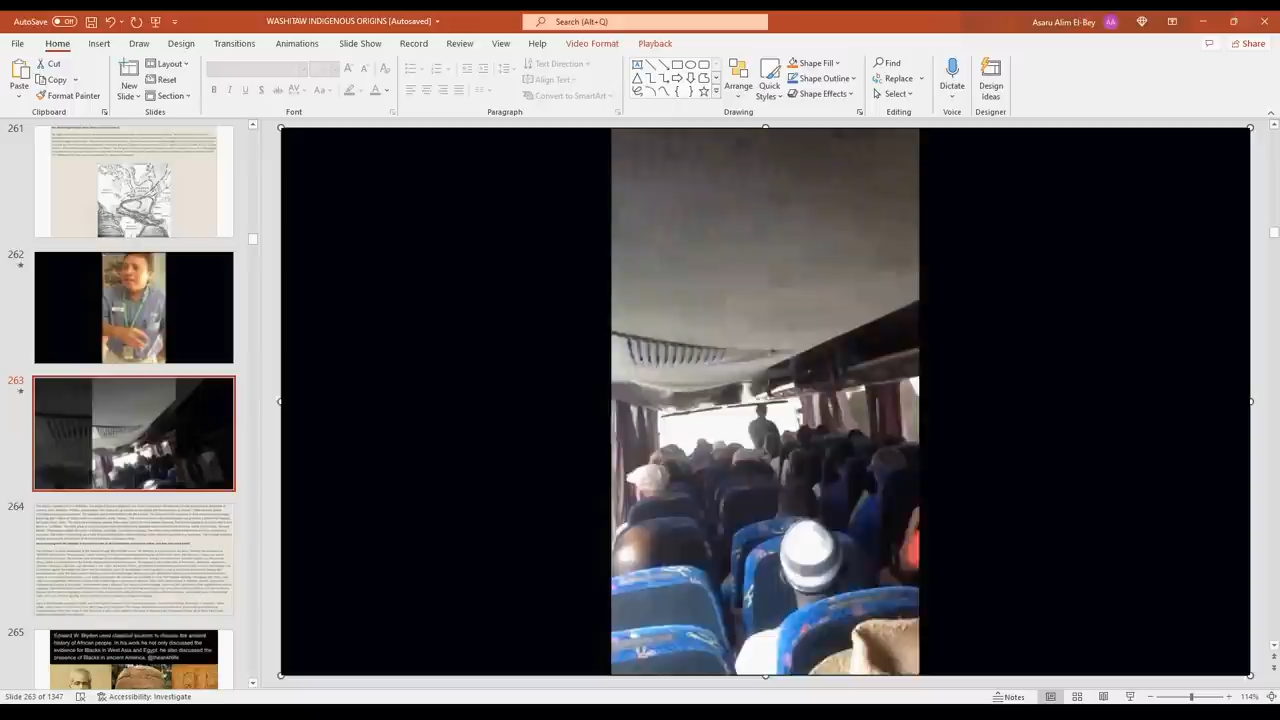 AutoSave Off
WASHITAW INDIGENOUS ORIGINS [Autosaved]
Search (Alt+Q)
Asaru Alim El-Bey AA
Share
File Home Insert Draw Design Transitions Animations Slide Show Record Review View Help Video Format Playback
Paste
Cut
Copy
Format Painter
Clipboard
New Slide
Layout
Reset
Section
Slides
Font
Text Direction
Align Text
Convert to SmartArt
Paragraph
Arrange
Quick Styles
Shape Fill
Shape Outline
Shape Effects
Drawing
Find
Replace
Select
Editing
Dictate
Voice
Design Ideas
Designer
261
262
263
264
265
Edward W. Blyden used classical sources to discuss the ancient
history of African people. In his work he not only discussed the
evidence for Blacks in West Asia and Egypt, he also discussed the
presence of Blacks in ancient America. @theankhlife
Slide 263 of 1347
Accessibility: Investigate
Notes
114%